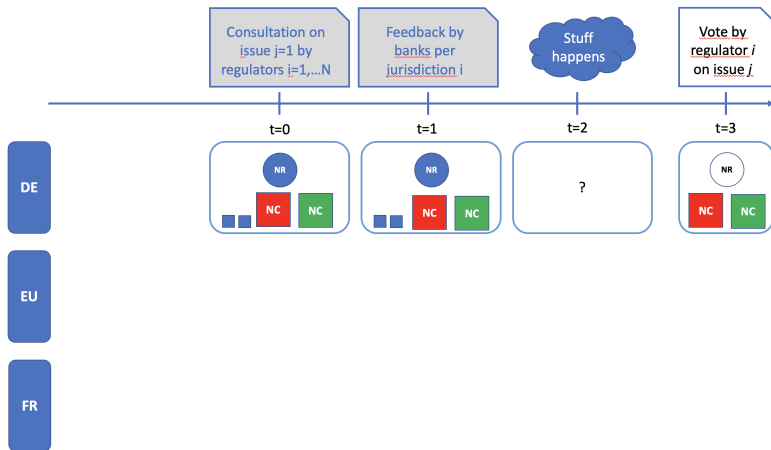 Consultation on
issue j=1 by
regulators i=1,...N
Feedback by
banks per
jurisdiction i
Stuff
happens
Vote by
regulator i
on issue j
t=0
t=1
t=2
t=3
DE
NR
NC
NC
NR
NC
NC
?
NR
NC
NC
EU
FR